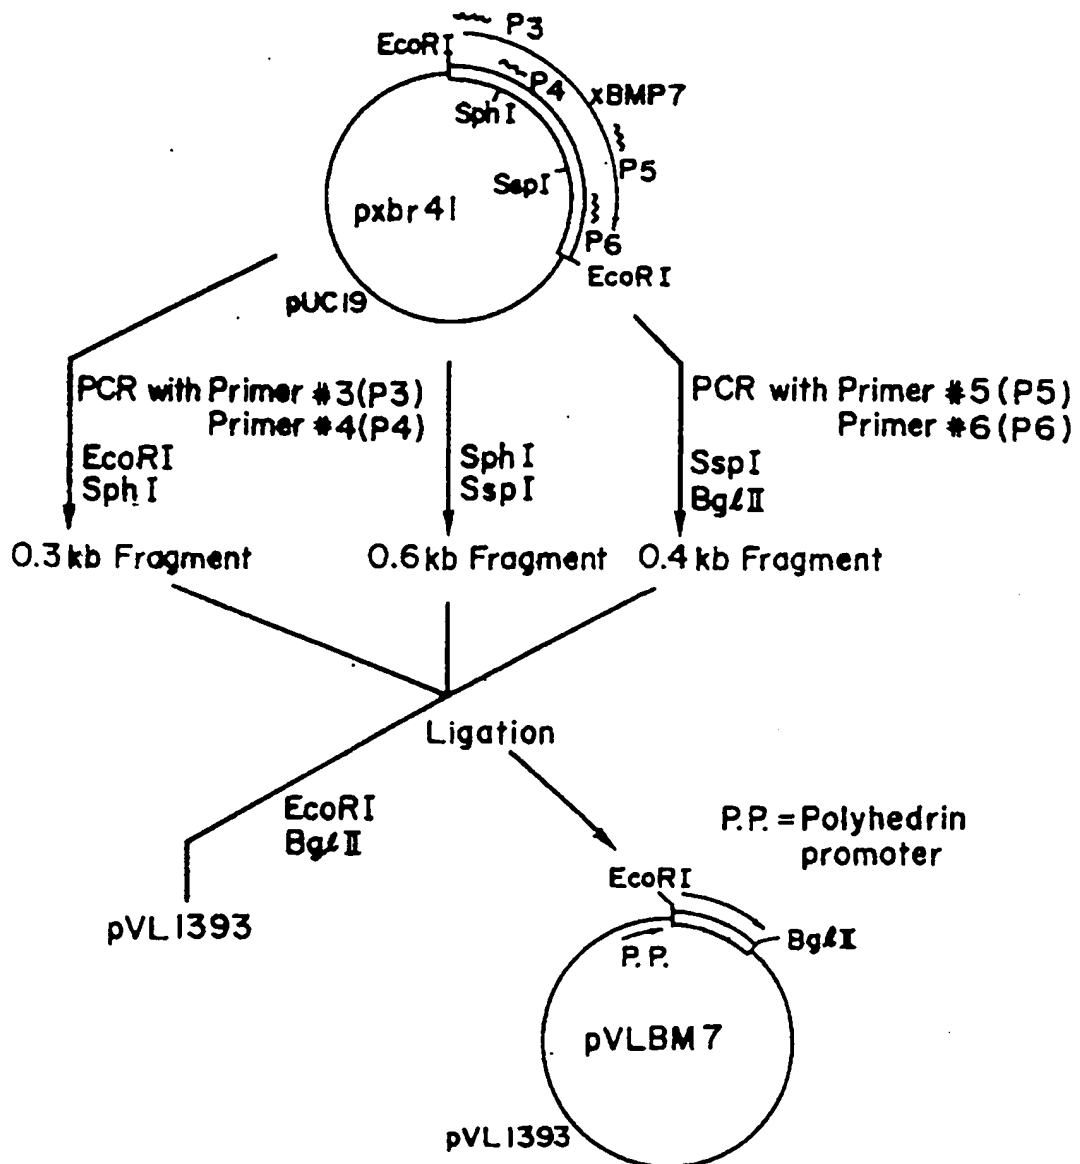 P3
EcoRI
P4
xBMP7
SphI
P5
SspI
pxbr41
P6
EcoRI
pUC19
PCR with Primer #3(P3)
Primer #4(P4)
EcoRI
SphI
SphI
SspI
PCR with Primer #5(P5)
Primer #6(P6)
SspI
BglII
0.3kb Fragment
0.6kb Fragment
0.4kb Fragment
Ligation
EcoRI
BglII
pVL1393
P.P.=Polyhedrin
promoter
EcoRI
BglII
P.P.
pVLBM7
pVL1393